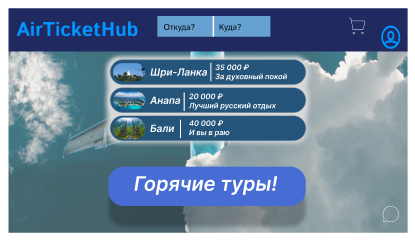 AirTicketHub
Откуда? Куда?
Шри-Ланка
35 000 ₽
За духовный покой
Анапа
20 000 ₽
Лучший русский отдых
Бали
40 000 ₽
И вы в раю
Горячие туры!